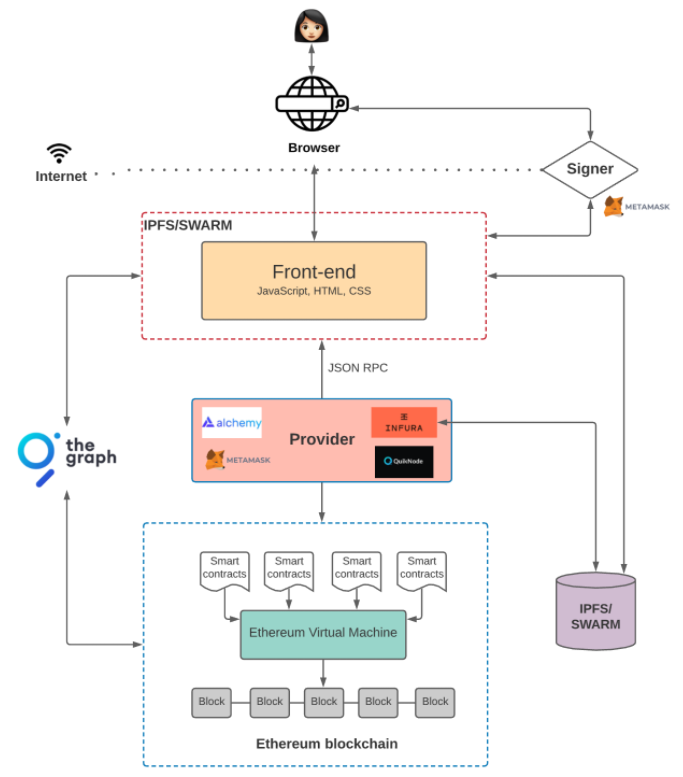 Browser
Internet
Signer
METAMASK
IPFS/SWARM
Front-end
JavaScript, HTML, CSS
JSON RPC
alchemy
INFURA
Provider
METAMASK
QuikNode
the
graph
Smart
contracts
Smart
contracts
Smart
contracts
Smart
contracts
Ethereum Virtual Machine
IPFS/
SWARM
Block
Block
Block
Block
Block
Ethereum blockchain